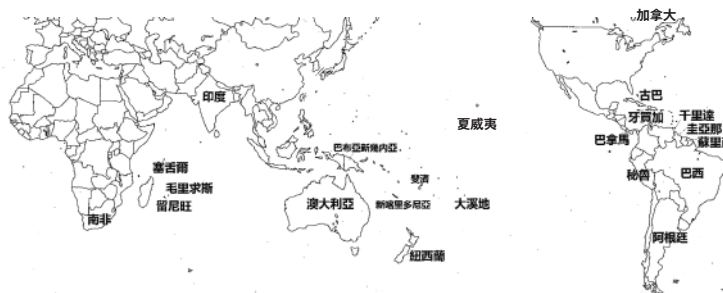 加拿大
印度
古巴
千里達
牙買加
夏威夷
圭亞那
巴拿馬
蘇里
巴布亞新幾內亞
塞舌爾
秘魯
巴西
斐濟
毛里求斯
留尼旺
澳大利亞
新喀里多尼亞
大溪地
南非
阿根廷
紐西蘭